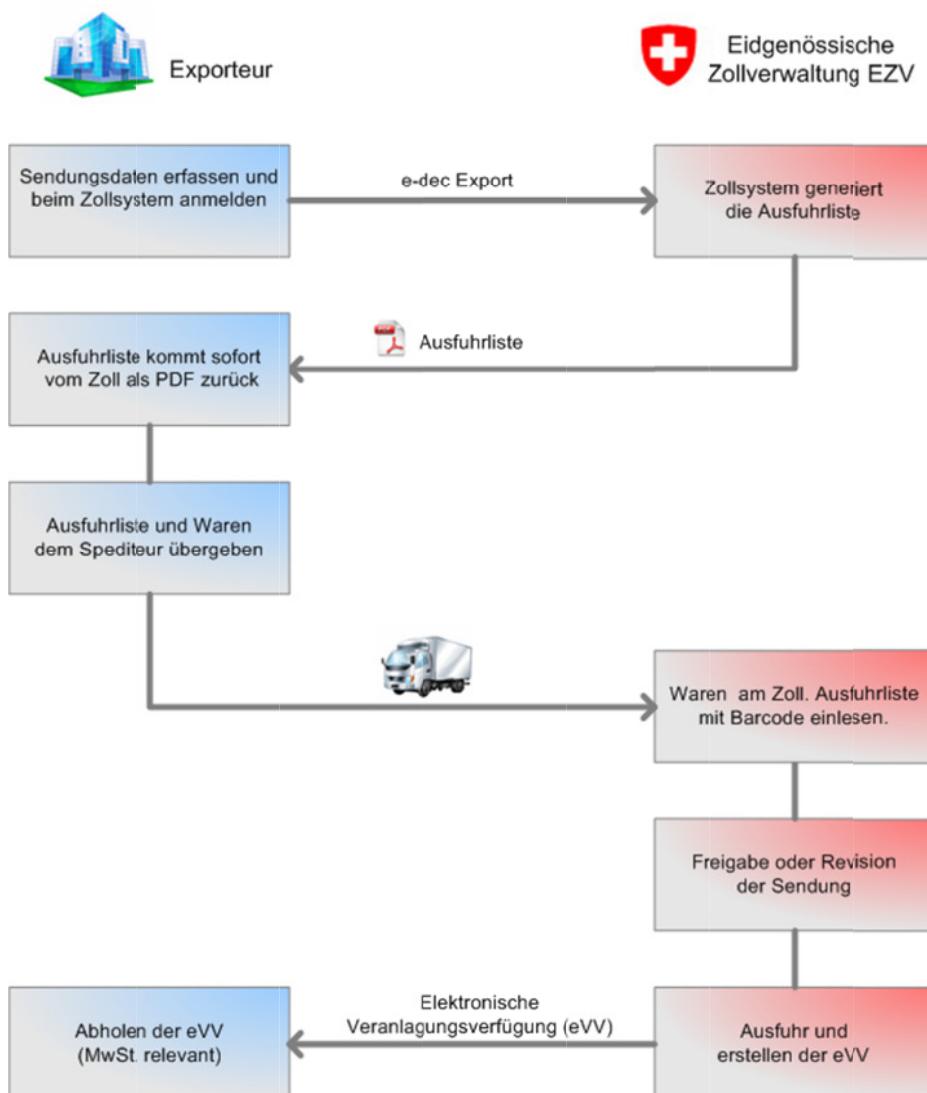 Exporteur
Eidgenössische
Zollverwaltung EZV
Sendungsdaten erfassen und
beim Zollsystem anmelden
e-dec Export
Zollsystem generiert
die Ausfuhrliste
PDF
Ausfuhrliste
Ausfuhrliste kommt sofort
vom Zoll als PDF zurück
Ausfuhrliste und Waren
dem Spediteur übergeben
Waren am Zoll. Ausfuhrliste
mit Barcode einlesen.
Freigabe oder Revision
der Sendung
Elektronische
Veranlagungsverfügung (eVV)
Abholen der eVV
(MwSt. relevant)
Ausfuhr und
erstellen der eVV